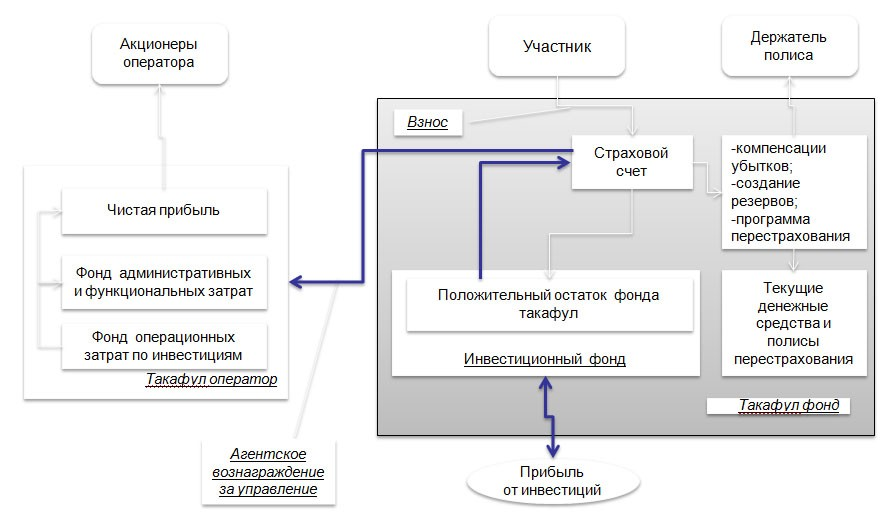 Акционеры
оператора
Участник
Держатель
полиса
Взнос
Страховой
счет
-компенсации
убытков;
-создание
резервов;
-программа
перестрахования
Чистая прибыль
Фонд административных
и функциональных затрат
Фонд операционных
затрат по инвестициям
Такафул оператор
Положительный остаток фонда
такафул
Инвестиционный фонд
Текущие
денежные
средства и
полисы
перестрахования
Такафул фонд
Агентское
вознаграждение
за управление
Прибыль
от инвестиций